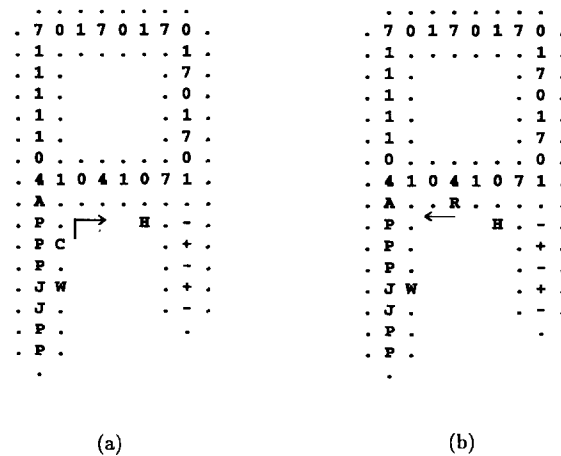 . . . . . . . .
. 7 0 1 7 0 1 7 0 .
. 1 . . . . . . 1 .
. 1 . . 7 .
. 1 . . 0 .
. 1 . . 1 .
. 1 . . 7 .
. 0 . . . . . . 0 .
. 4 1 0 4 1 0 7 1 .
. A . . . . . . . .
. P . H . - .
. P C . + .
. P . . - .
. J W . + .
. J . . - .
. P . .
. P .
.
(a)
. . . . . . . .
. 7 0 1 7 0 1 7 0 .
. 1 . . . . . . 1 .
. 1 . . 7 .
. 1 . . 0 .
. 1 . . 1 .
. 1 . . 7 .
. 0 . . . . . . 0 .
. 4 1 0 4 1 0 7 1 .
. A . . . R . . . .
. P . H . - .
. P . . + .
. P . . - .
. J W . + .
. J . . - .
. P . .
. P .
.
(b)